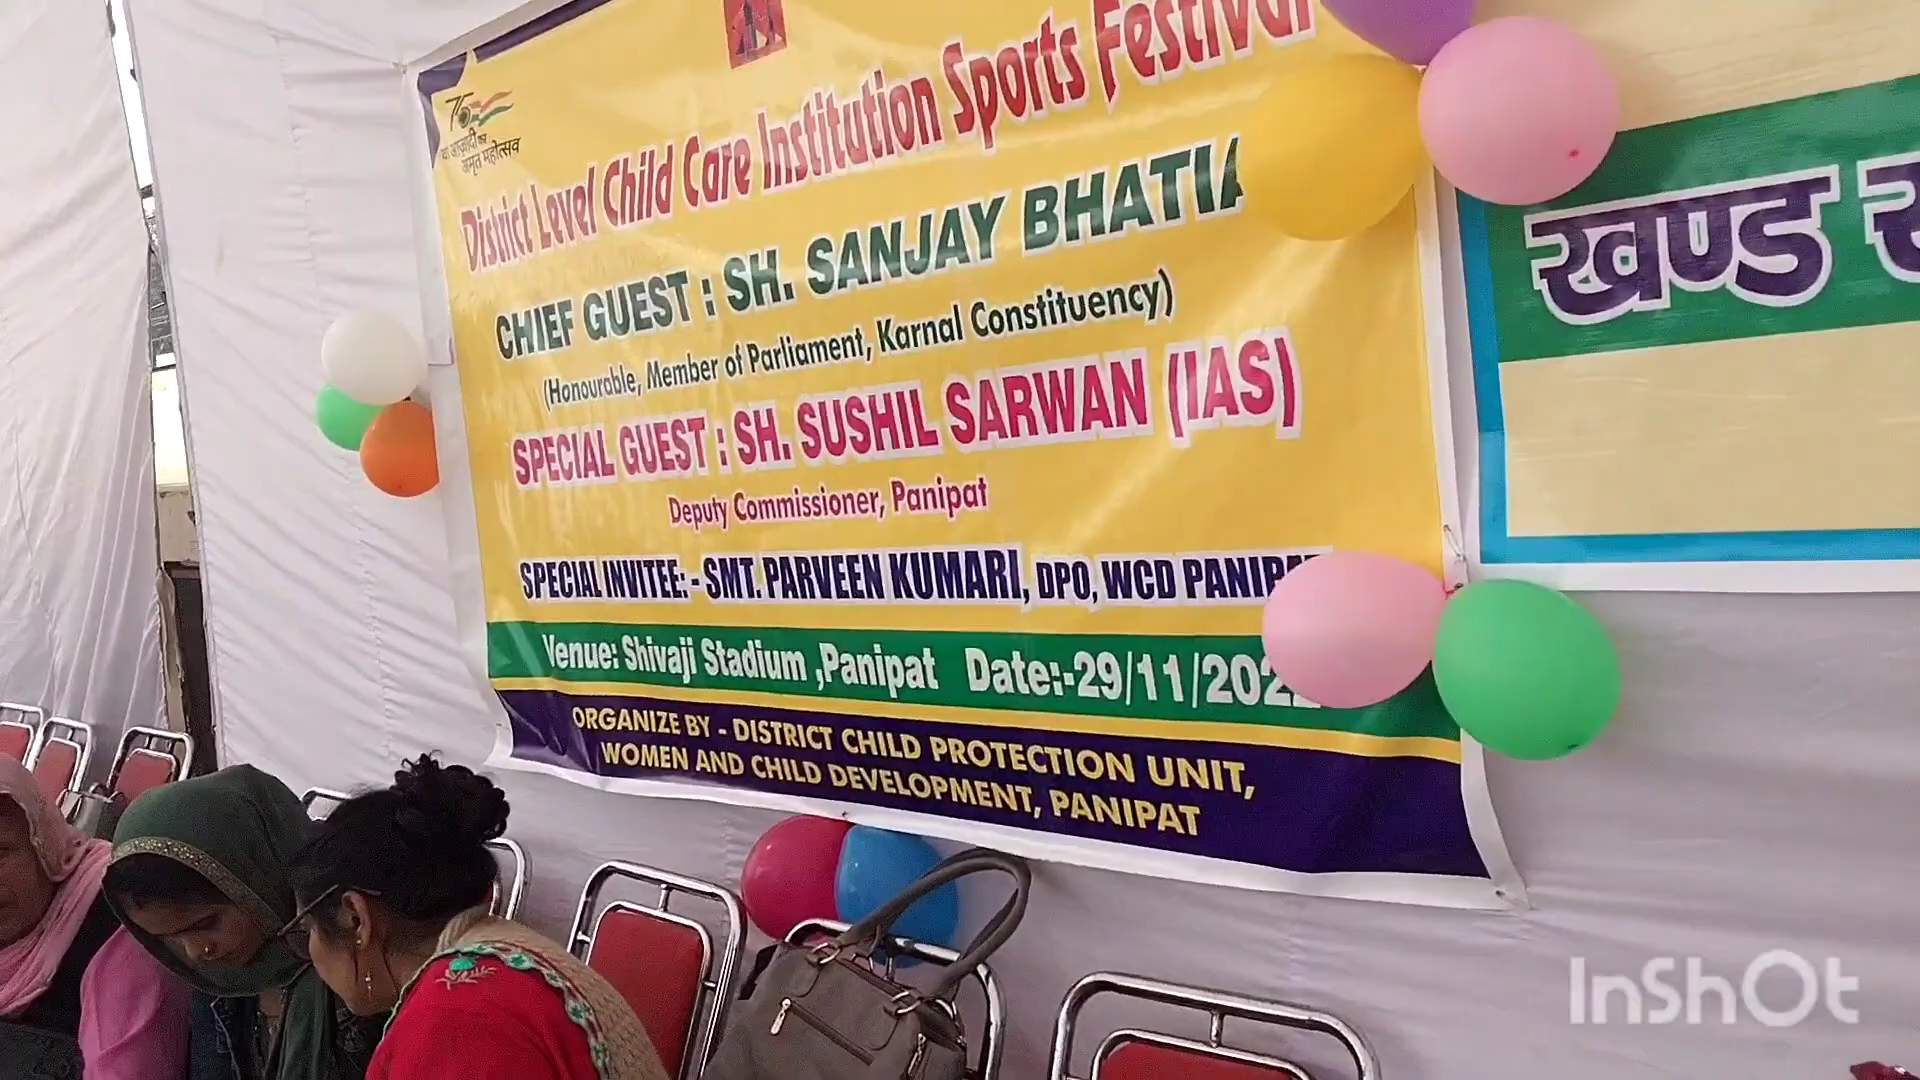 75
आज़ादी का
अमृत महोत्सव
District Level Child Care Institution Sports Festival
CHIEF GUEST : SH. SANJAY BHATIA
(Honourable, Member of Parliament, Karnal Constituency)
SPECIAL GUEST : SH. SUSHIL SARWAN (IAS)
Deputy Commissioner, Panipat
SPECIAL INVITEE:- SMT. PARVEEN KUMARI, DPO, WCD PANIPAT
Venue: Shivaji Stadium ,Panipat Date:-29/11/2022
ORGANIZE BY - DISTRICT CHILD PROTECTION UNIT,
WOMEN AND CHILD DEVELOPMENT, PANIPAT
खण्ड
InShOt